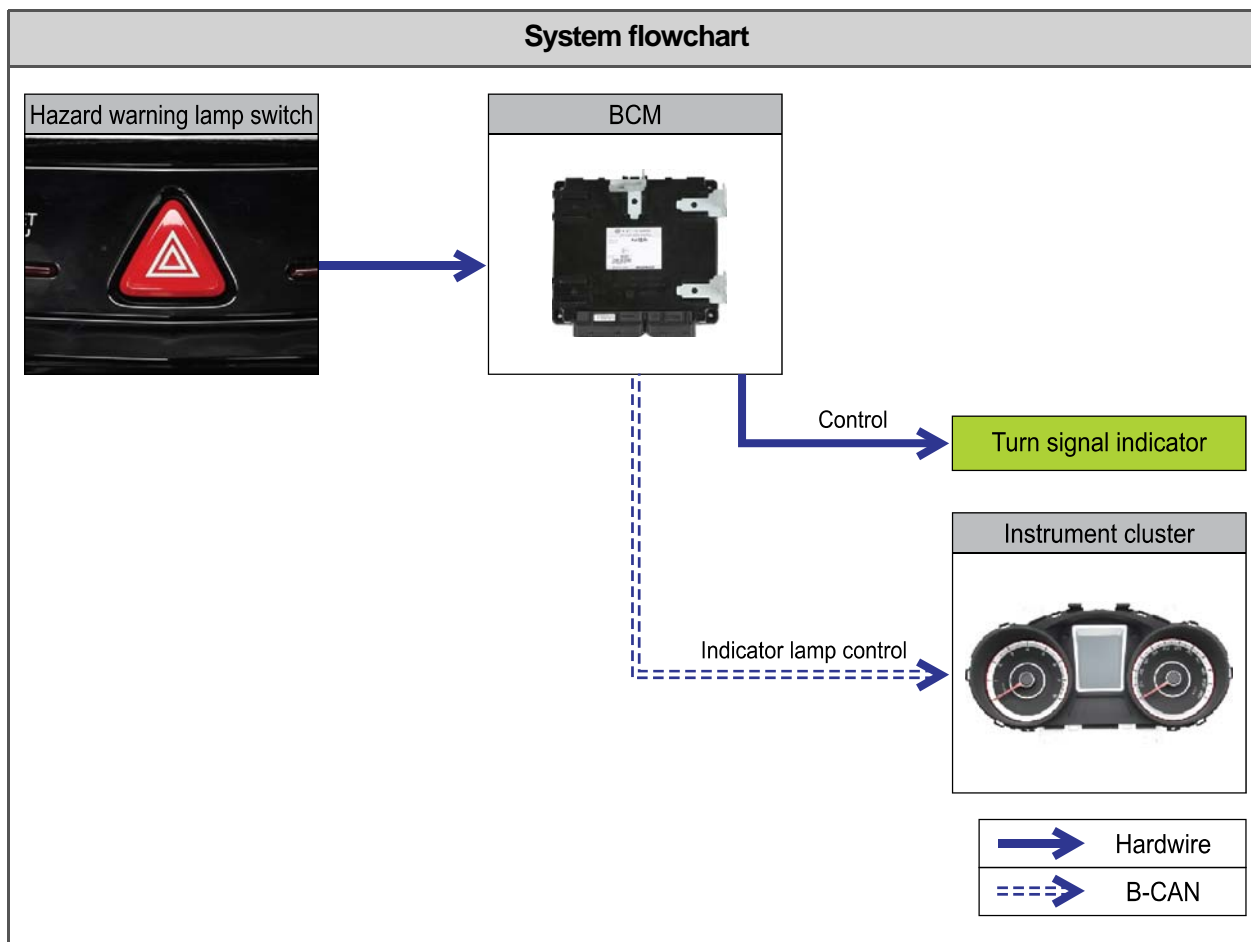 System flowchart
Hazard warning lamp switch
BCM
Control
Turn signal indicator
Instrument cluster
Indicator lamp control
Hardwire
B-CAN